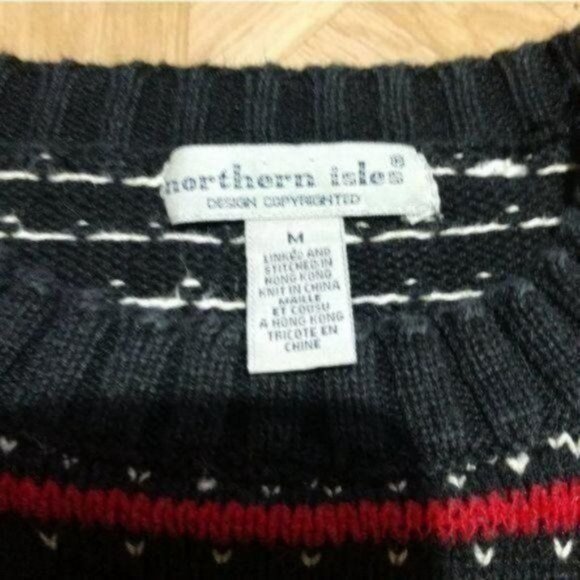 northern isles®
DESIGN COPYRIGHTED
M
LINKED AND
STITCHED IN
HONG KONG
KNIT IN CHINA
MAILLE
ET COUSU
A HONG KONG
TRICOTE EN
CHINE